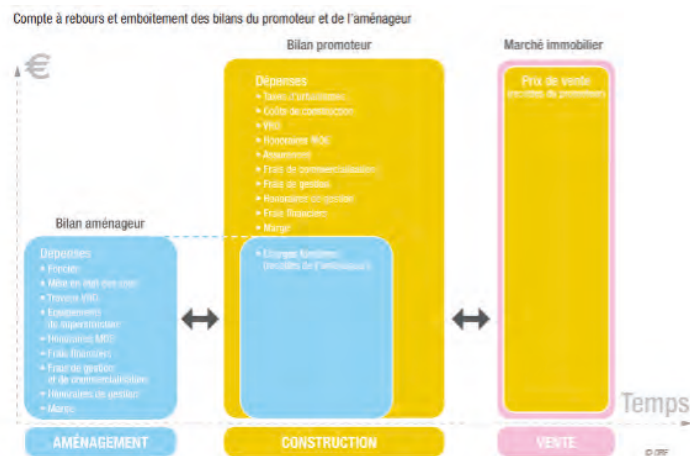 Compte à rebours et emboitement des bilans du promoteur et de l'aménageur
Bilan promoteur
Marché immobilier
€
Dépenses
• Taxes d'urbanisme
• Coûts de construction
• VRD
• Honoraires MOE
• Assurances
• Frais de commercialisation
• Frais de gestion
• Honoraires de gestion
• Frais financiers
• Marge
• Charges foncières
(recettes de l'aménageur)
Prix de vente
(recettes du promoteur)
Bilan aménageur
Dépenses
• Foncier
• Mise en état des sols
• Travaux VRD
• Equipements
de superstructure
• Honoraires MOE
• Frais financiers
• Frais de gestion
et de commercialisation
• Honoraires de gestion
• Marge
Temps
AMÉNAGEMENT
CONSTRUCTION
VENTE